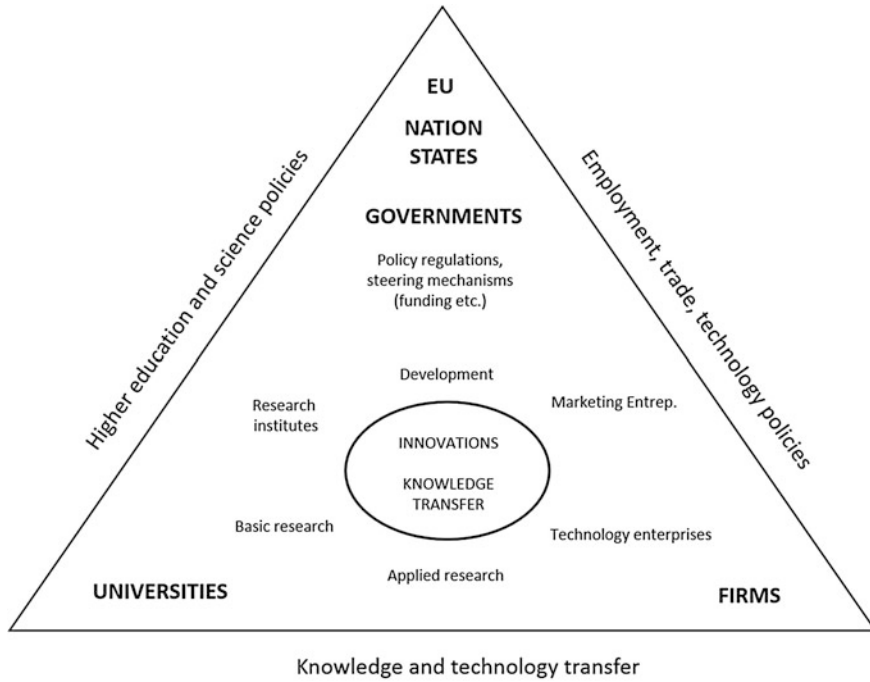 EU
NATION
STATES
GOVERNMENTS
Policy regulations,
steering mechanisms
(funding etc.)
Higher education and science policies
Employment, trade, technology policies
Development
Research
institutes
Marketing Entrep.
INNOVATIONS
KNOWLEDGE
TRANSFER
Basic research
Technology enterprises
Applied research
UNIVERSITIES
FIRMS
Knowledge and technology transfer